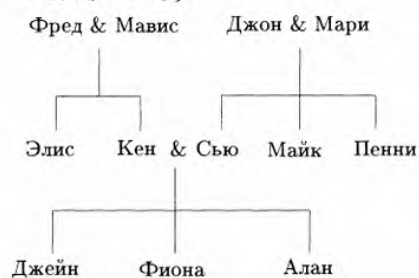 Фред & Мавис Джон & Мари
Элис Кен & Сью Майк Пенни
Джейн Фиона Алан